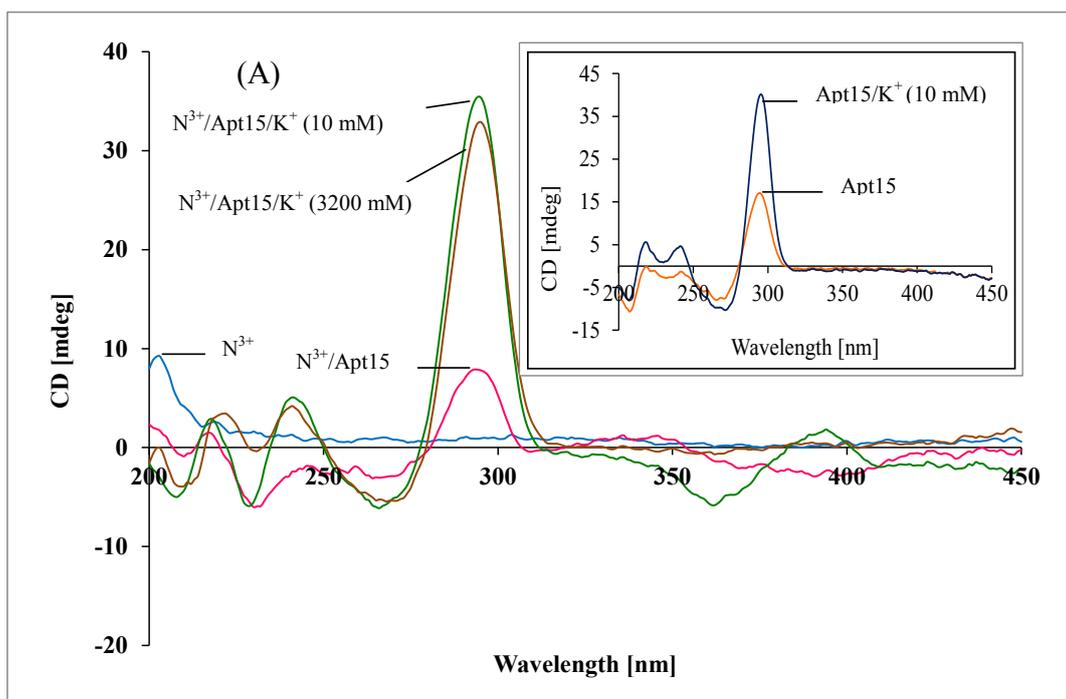 (A)
40
30
20
10
0
-10
-20
CD [mdeg]
200
250
300
350
400
450
Wavelength [nm]
N³⁺/Apt15/K⁺ (10 mM)
N³⁺/Apt15/K⁺ (3200 mM)
N³⁺
N³⁺/Apt15
45
35
25
15
5
-5
-15
CD [mdeg]
200
250
300
350
400
450
Wavelength [nm]
Apt15/K⁺ (10 mM)
Apt15